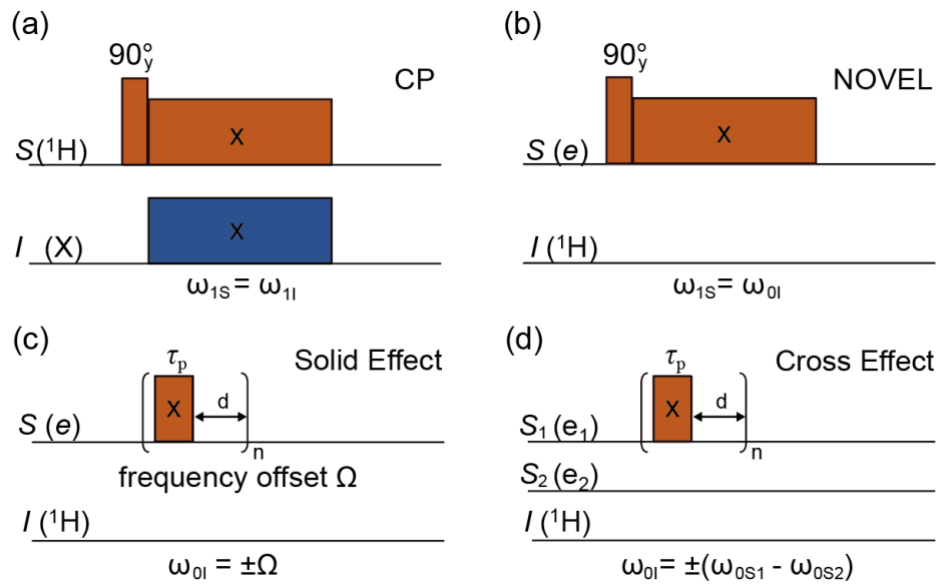 (a)
90°y
CP
X
S(¹H)
X
I (X)
ω1S = ω1I
(b)
90°y
NOVEL
X
S (e)
I (¹H)
ω1S = ω0I
(c)
τp
Solid Effect
X
d
S (e)
n
frequency offset Ω
I (¹H)
ω0I = ±Ω
(d)
τp
Cross Effect
X
d
S1 (e1)
n
S2 (e2)
I (¹H)
ω0I= ±(ω0S1 - ω0S2)